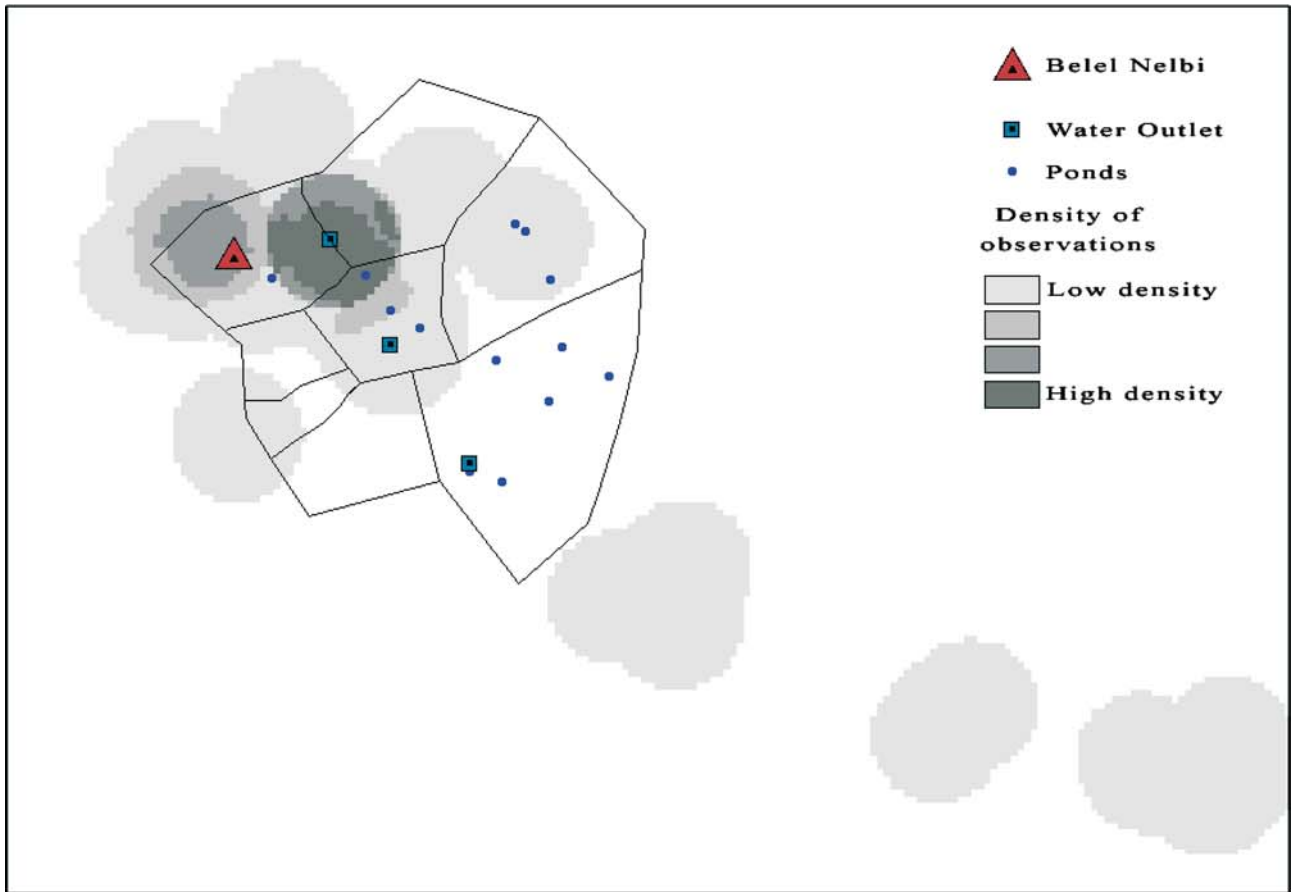 Belel Nelbi
Water Outlet
Ponds
Density of
observations
Low density
High density